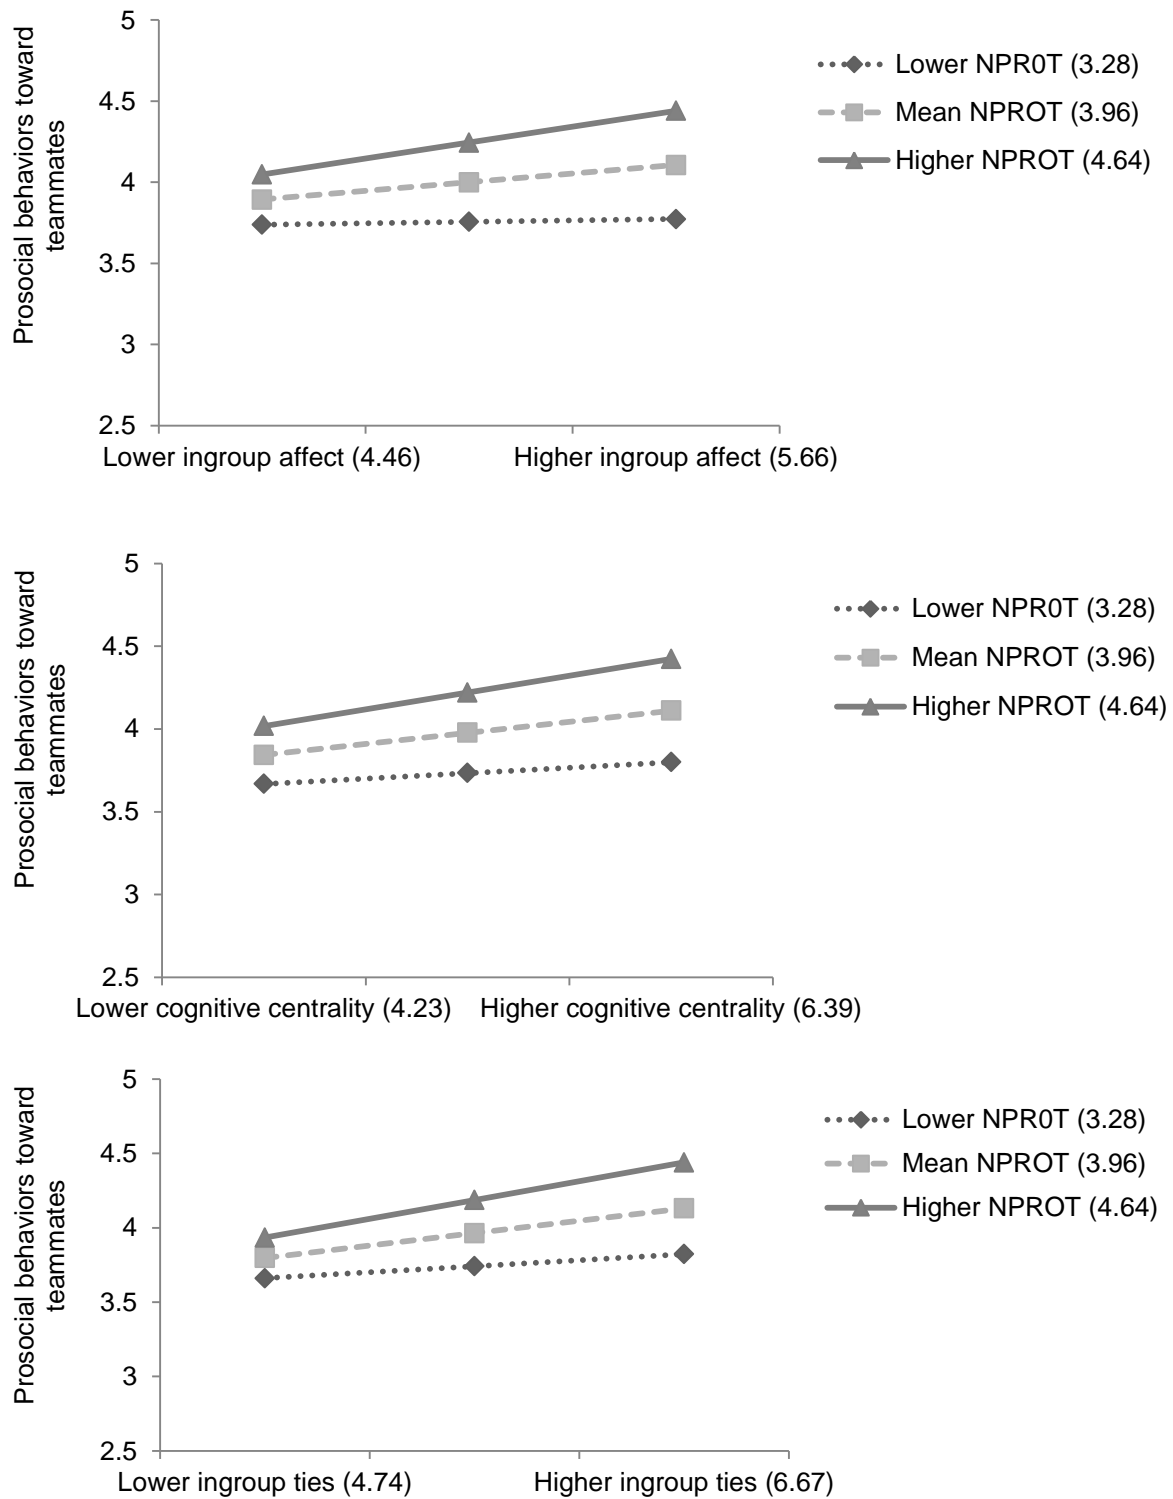 Prosocial behaviors toward
teammates
5
4.5
4
3.5
3
2.5
Lower ingroup affect (4.46)
Higher ingroup affect (5.66)
Lower NPR0T (3.28)
Mean NPROT (3.96)
Higher NPROT (4.64)
Prosocial behaviors toward
teammates
5
4.5
4
3.5
3
2.5
Lower cognitive centrality (4.23)
Higher cognitive centrality (6.39)
Lower NPR0T (3.28)
Mean NPROT (3.96)
Higher NPROT (4.64)
Prosocial behaviors toward
teammates
5
4.5
4
3.5
3
2.5
Lower ingroup ties (4.74)
Higher ingroup ties (6.67)
Lower NPR0T (3.28)
Mean NPROT (3.96)
Higher NPROT (4.64)